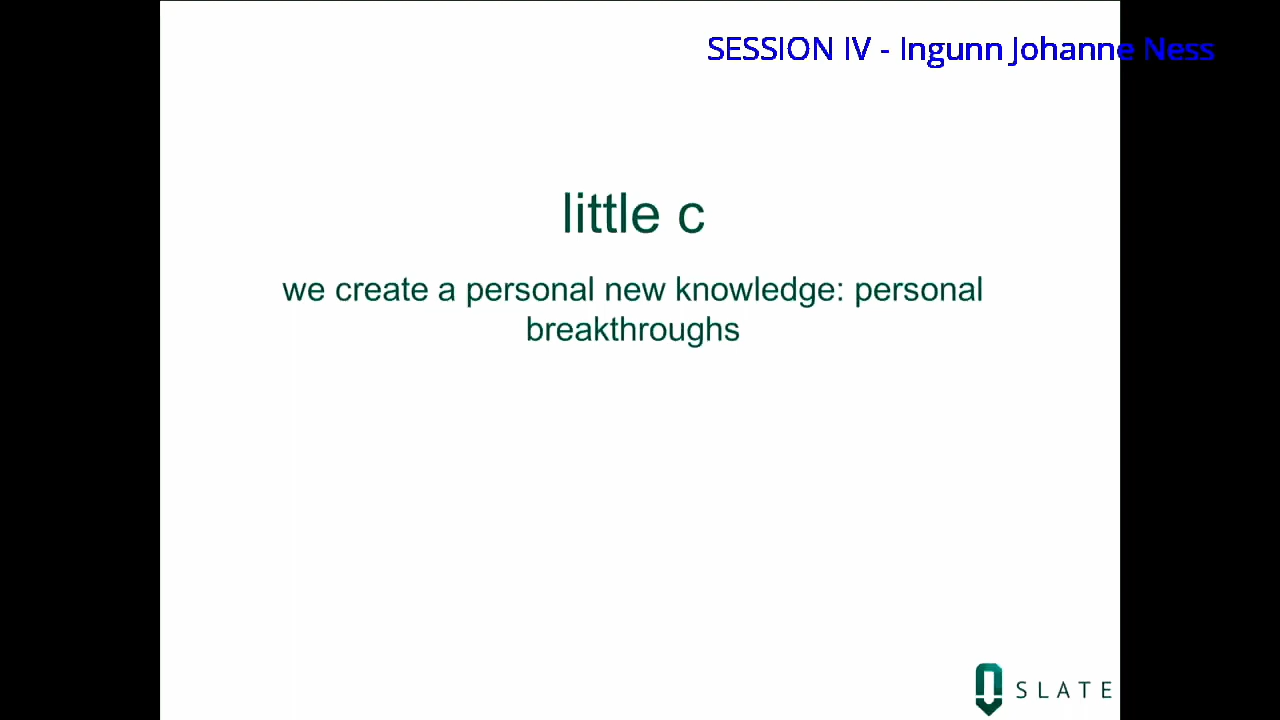 SESSION IV - Ingunn Johanne Ness
little c
we create a personal new knowledge: personal
breakthroughs
SLATE